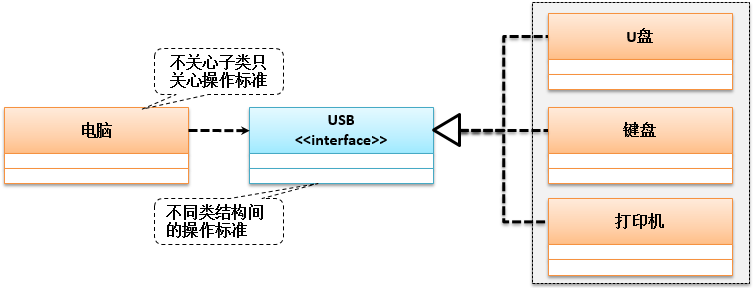 不关心子类只
关心操作标准
电脑
USB
<<interface>>
不同类结构间
的操作标准
U盘
键盘
打印机